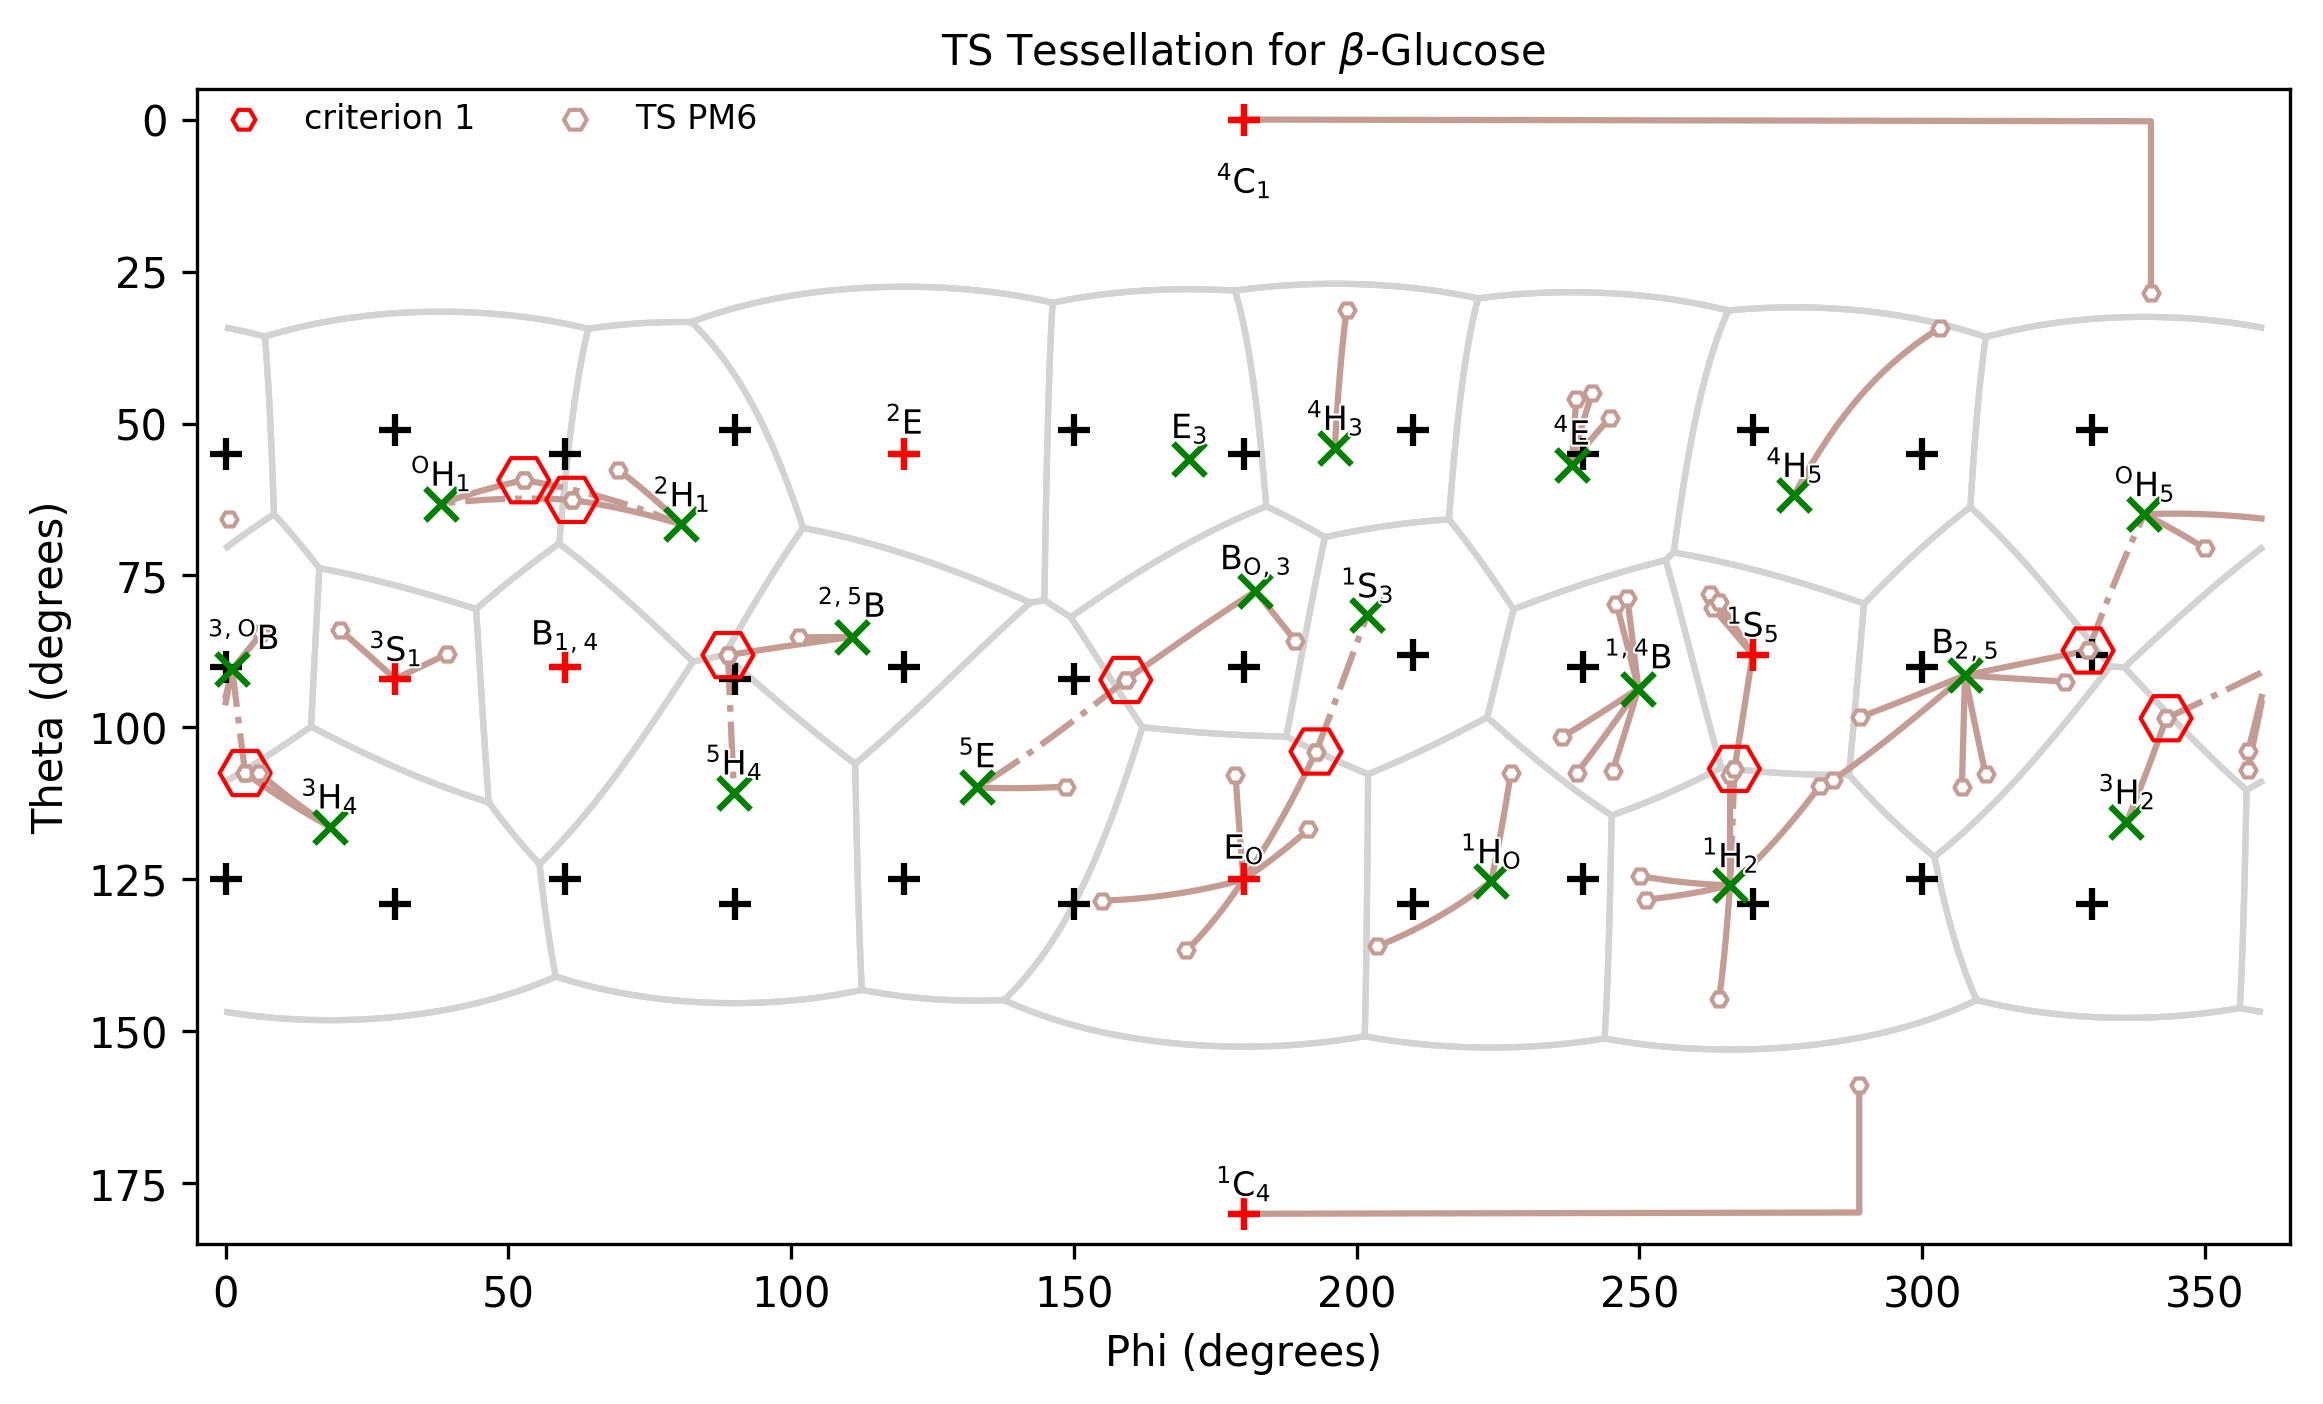 TS Tessellation for β-Glucose
criterion 1
TS PM6
0
25
50
75
100
125
150
175
Theta (degrees)
⁴C₁
²E
E₃
⁴H₃
⁴E
⁴H₅
ᴼH₅
ᴼH₁
²H₁
B_O,3
¹S₃
³,ᴼB
³S₁
B₁,₄
²,⁵B
¹,⁴B
¹S₅
B₂,₅
⁵H₄
⁵E
³H₄
E_O
¹H_O
¹H₂
³H₂
¹C₄
0
50
100
150
200
250
300
350
Phi (degrees)